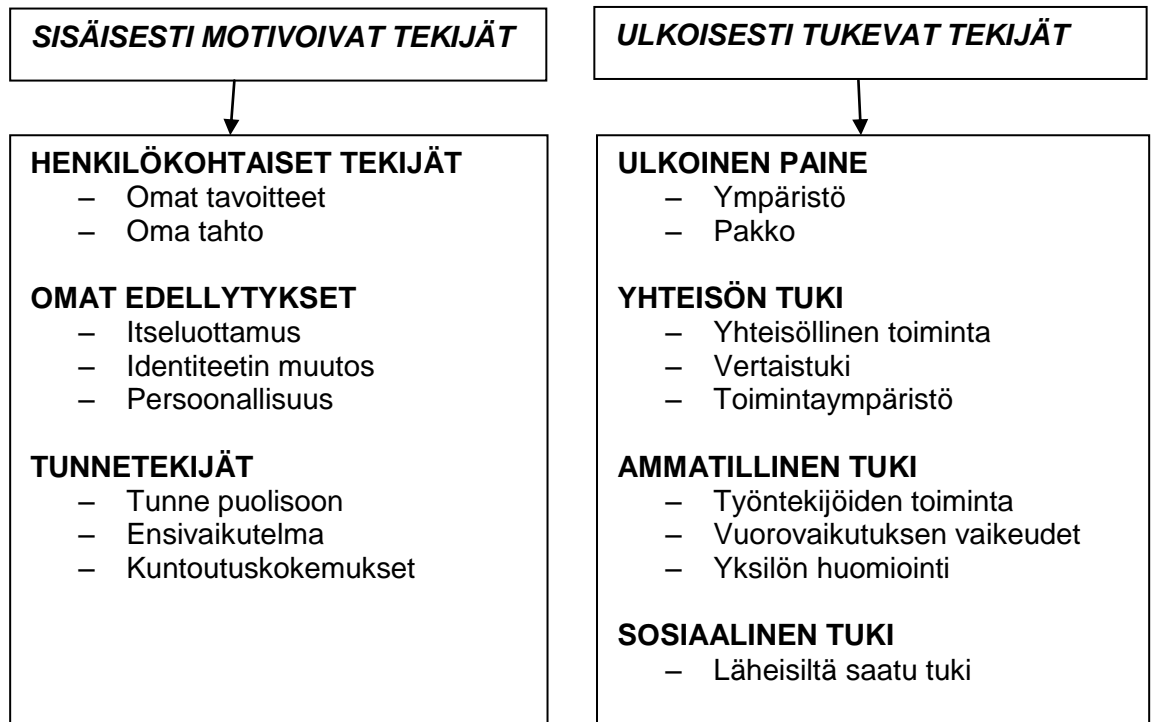 SISÄISESTI MOTIVOIVAT TEKIJÄT
HENKILÖKOHTAISET TEKIJÄT
– Omat tavoitteet
– Oma tahto
OMAT EDELLYTYKSET
– Itseluottamus
– Identiteetin muutos
– Persoonallisuus
TUNNETEKIJÄT
– Tunne puolisoon
– Ensivaikutelma
– Kuntoutuskokemukset
ULKOISESTI TUKEVAT TEKIJÄT
ULKOINEN PAINE
– Ympäristö
– Pakko
YHTEISÖN TUKI
– Yhteisöllinen toiminta
– Vertaistuki
– Toimintaympäristö
AMMATILLINEN TUKI
– Työntekijöiden toiminta
– Vuorovaikutuksen vaikeudet
– Yksilön huomiointi
SOSIAALINEN TUKI
– Läheisiltä saatu tuki